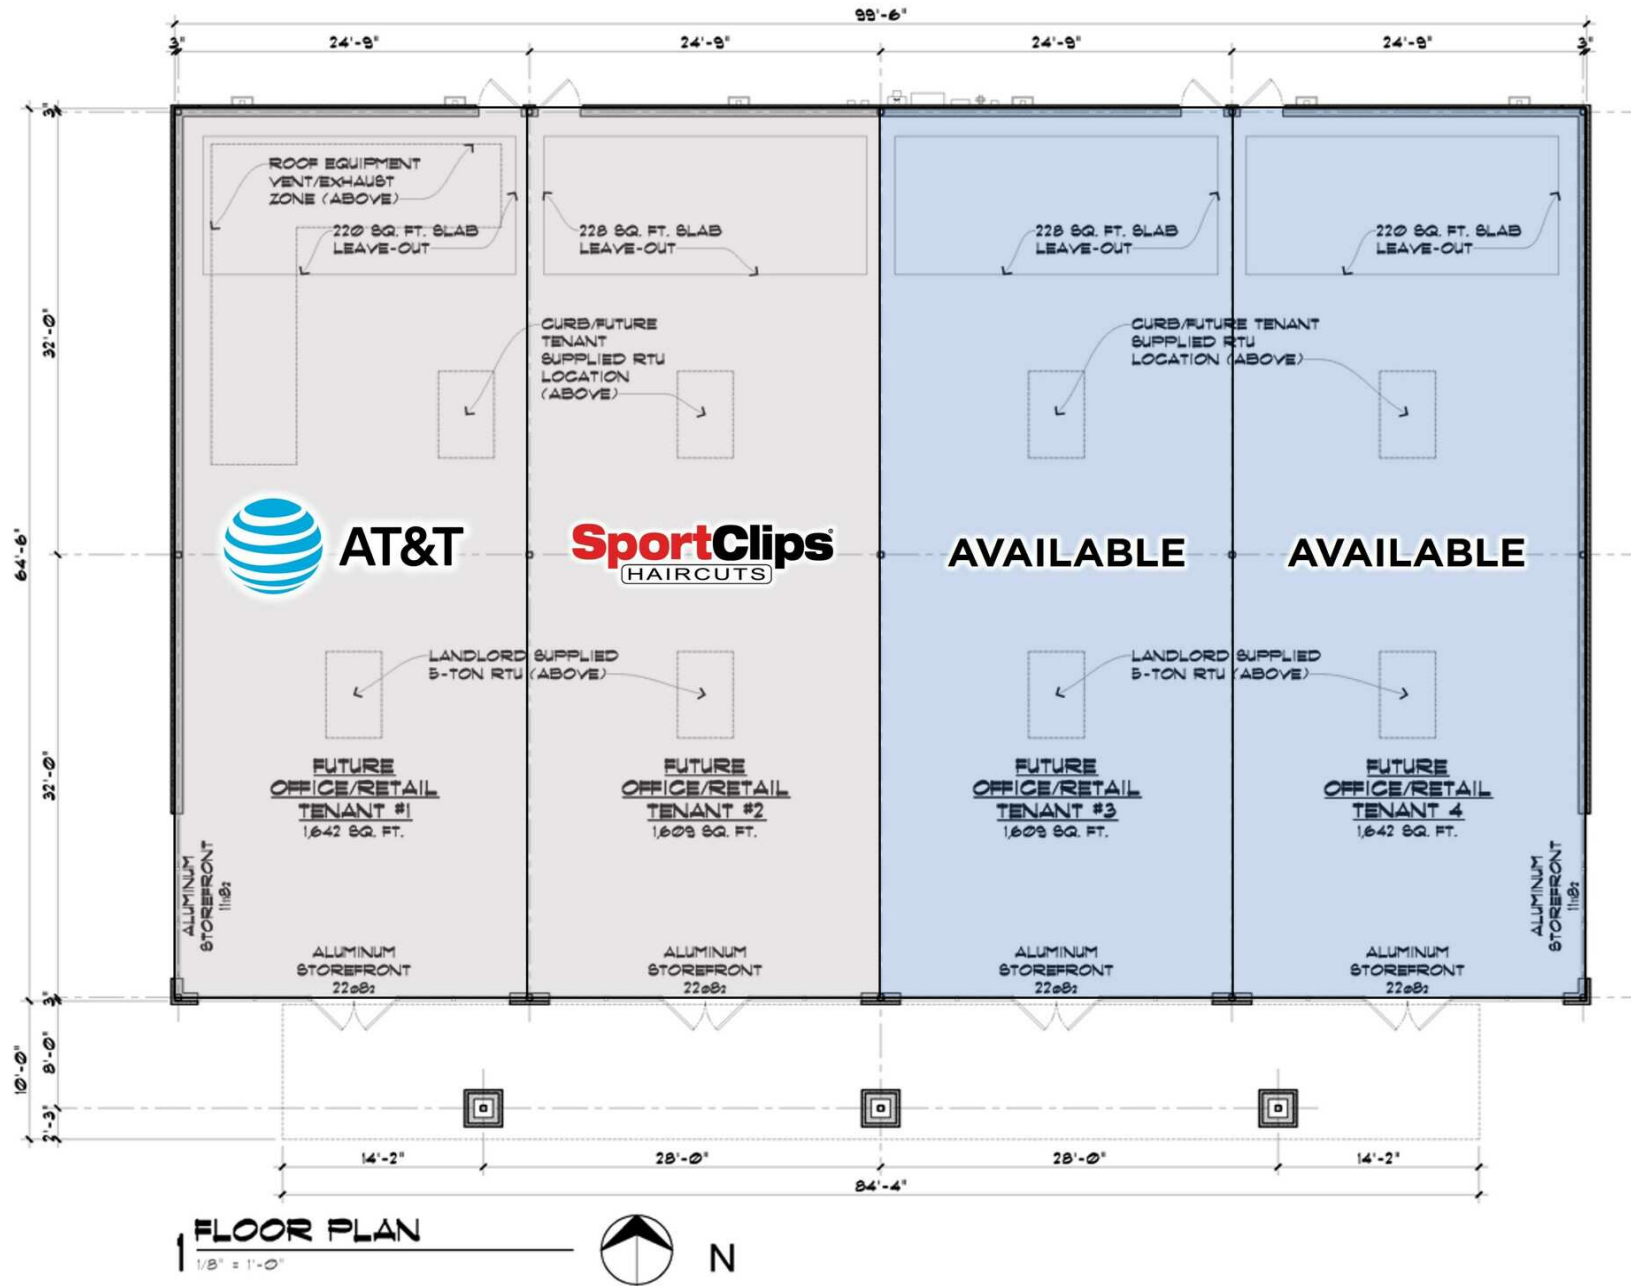 99'-6"
3"
24'-9"
24'-9"
24'-9"
24'-9"
3"
3"
32'-0"
64'-6"
32'-0"
3"
10'-0"
8'-0"
2'-3"
ROOF EQUIPMENT
VENT/EXHAUST
ZONE (ABOVE)
220 SQ. FT. SLAB
LEAVE-OUT
228 SQ. FT. SLAB
LEAVE-OUT
228 SQ. FT. SLAB
LEAVE-OUT
220 SQ. FT. SLAB
LEAVE-OUT
CURB/FUTURE
TENANT
SUPPLIED RTU
LOCATION
(ABOVE)
CURB/FUTURE TENANT
SUPPLIED RTU
LOCATION (ABOVE)
AT&T
SportClips
HAIRCUTS
AVAILABLE
AVAILABLE
LANDLORD SUPPLIED
5-TON RTU (ABOVE)
LANDLORD SUPPLIED
5-TON RTU (ABOVE)
FUTURE
OFFICE/RETAIL
TENANT #1
1,642 SQ. FT.
FUTURE
OFFICE/RETAIL
TENANT #2
1,609 SQ. FT.
FUTURE
OFFICE/RETAIL
TENANT #3
1,609 SQ. FT.
FUTURE
OFFICE/RETAIL
TENANT 4
1,642 SQ. FT.
ALUMINUM
STOREFRONT
ALUMINUM
STOREFRONT
ALUMINUM
STOREFRONT
ALUMINUM
STOREFRONT
ALUMINUM
STOREFRONT
ALUMINUM
STOREFRONT
14'-2"
28'-0"
28'-0"
14'-2"
84'-4"
1
FLOOR PLAN
1/8" = 1'-0"
N